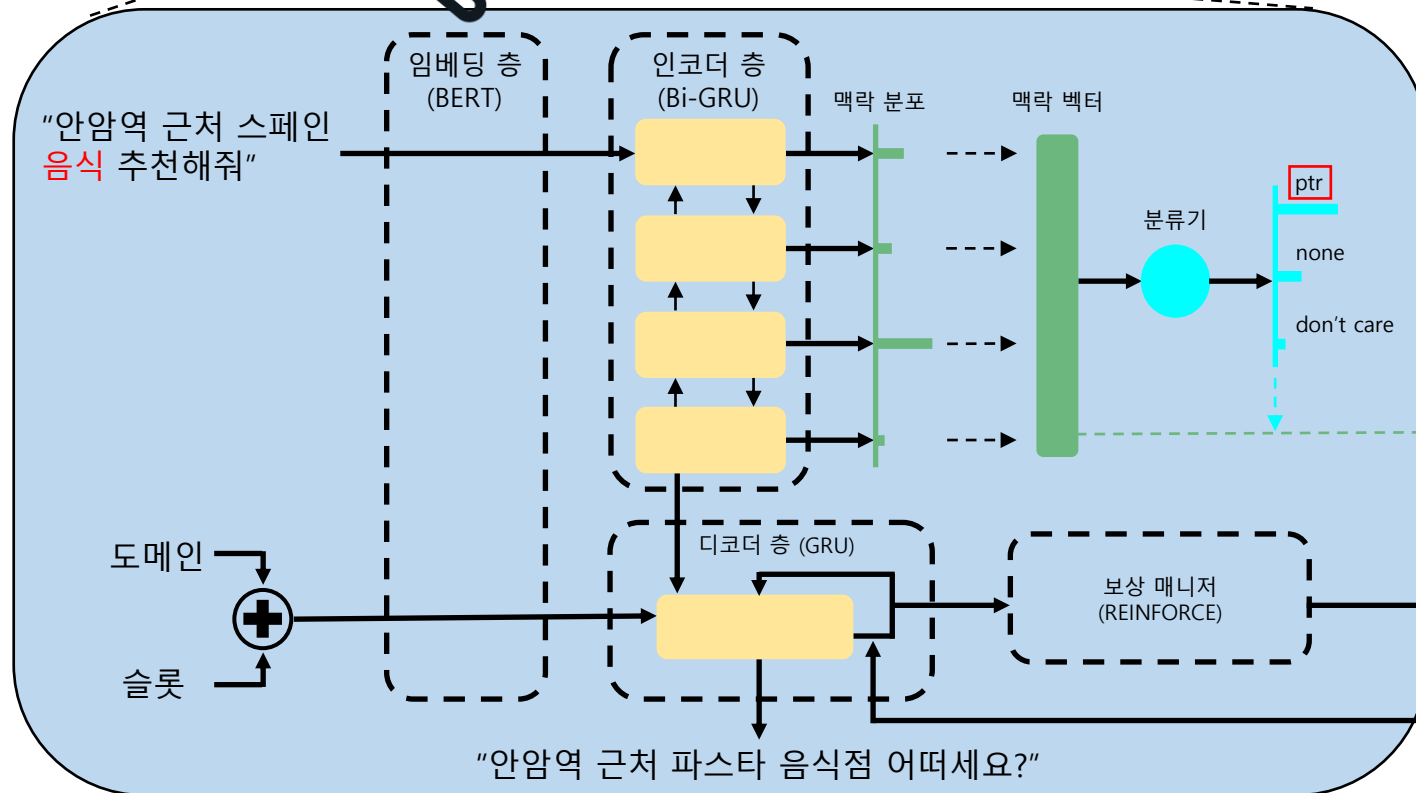 임베딩 층
(BERT)
인코더 층
(Bi-GRU)
맥락 분포
맥락 벡터
"안암역 근처 스페인
음식 추천해줘"
분류기
ptr
none
don't care
디코더 층 (GRU)
도메인
슬롯
보상 매니저
(REINFORCE)
"안암역 근처 파스타 음식점 어떠세요?"